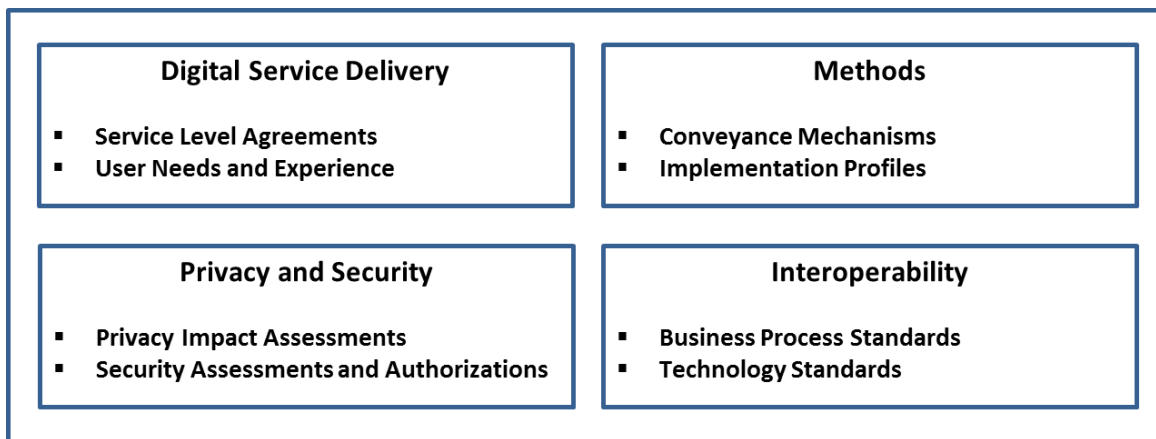 Digital Service Delivery
▪ Service Level Agreements
▪ User Needs and Experience
Methods
▪ Conveyance Mechanisms
▪ Implementation Profiles
Privacy and Security
▪ Privacy Impact Assessments
▪ Security Assessments and Authorizations
Interoperability
▪ Business Process Standards
▪ Technology Standards